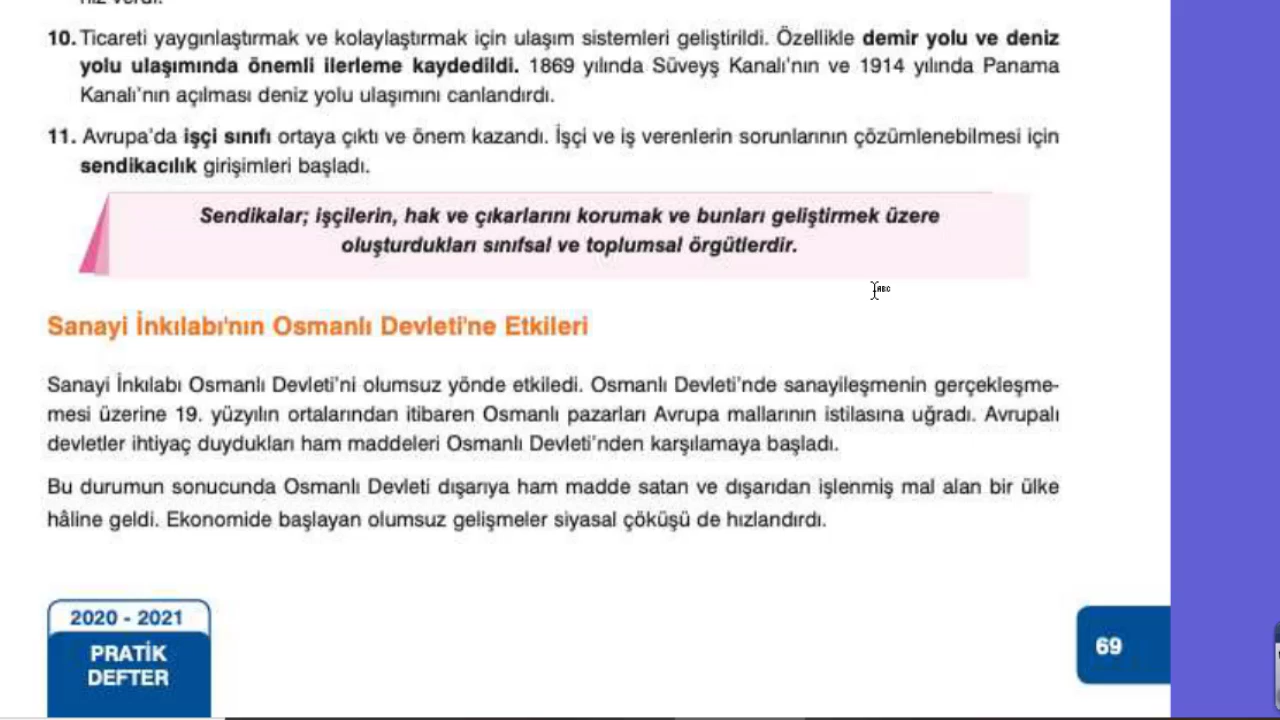 10. Ticareti yaygınlaştırmak ve kolaylaştırmak için ulaşım sistemleri geliştirildi. Özellikle demir yolu ve deniz
yolu ulaşımında önemli ilerleme kaydedildi. 1869 yılında Süveyş Kanalı'nın ve 1914 yılında Panama
Kanalı'nın açılması deniz yolu ulaşımını canlandırdı.
11. Avrupa'da işçi sınıfı ortaya çıktı ve önem kazandı. İşçi ve iş verenlerin sorunlarının çözümlenebilmesi için
sendikacılık girişimleri başladı.
Sendikalar; işçilerin, hak ve çıkarlarını korumak ve bunları geliştirmek üzere
oluşturdukları sınıfsal ve toplumsal örgütlerdir.
ABC
Sanayi İnkılabı'nın Osmanlı Devleti'ne Etkileri
Sanayi İnkılabı Osmanlı Devleti'ni olumsuz yönde etkiledi. Osmanlı Devleti'nde sanayileşmenin gerçekleşme-
mesi üzerine 19. yüzyılın ortalarından itibaren Osmanlı pazarları Avrupa mallarının istilasına uğradı. Avrupalı
devletler ihtiyaç duydukları ham maddeleri Osmanlı Devleti'nden karşılamaya başladı.
Bu durumun sonucunda Osmanlı Devleti dışarıya ham madde satan ve dışarıdan işlenmiş mal alan bir ülke
hâline geldi. Ekonomide başlayan olumsuz gelişmeler siyasal çöküşü de hızlandırdı.
2020 - 2021
PRATİK
DEFTER
69